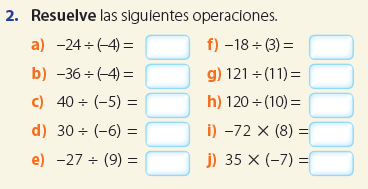 2. Resuelve las siguientes operaciones.
a) −24 ÷ (−4) =
b) −36 ÷ (−4) =
c) 40 ÷ (−5) =
d) 30 ÷ (−6) =
e) −27 ÷ (9) =
f) −18 ÷ (3) =
g) 121 ÷ (11) =
h) 120 ÷ (10) =
i) −72 × (8) =
j) 35 × (−7) =